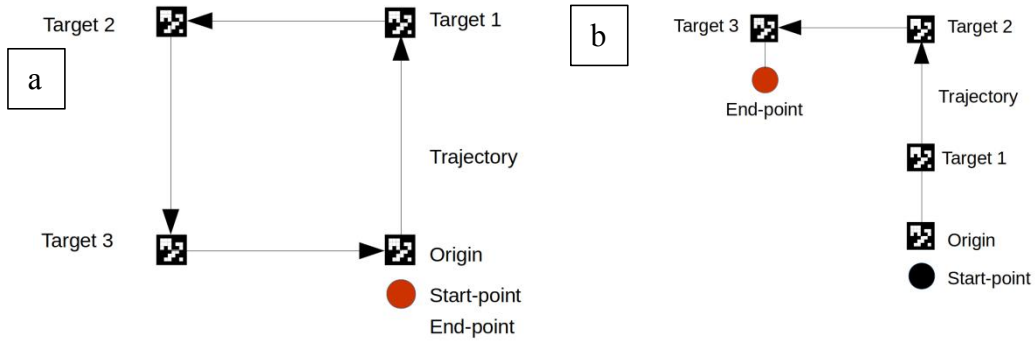 a
Target 2
Target 1
Trajectory
Target 3
Origin
Start-point
End-point
b
Target 3
Target 2
End-point
Trajectory
Target 1
Origin
Start-point